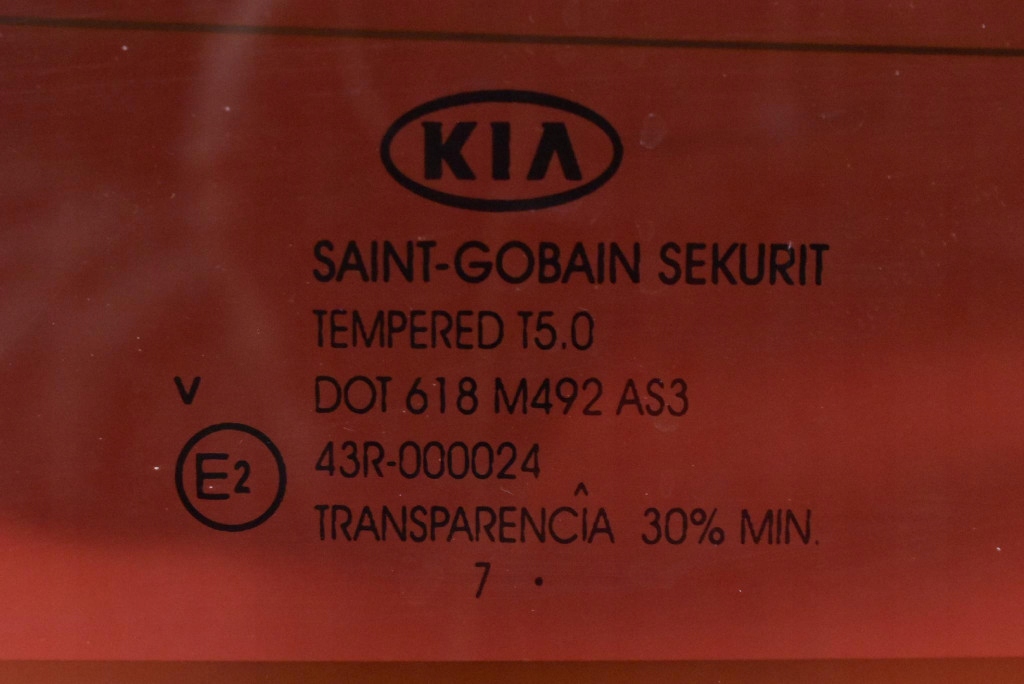 KIA
SAINT-GOBAIN SEKURIT
TEMPERED T5.0
V
DOT 618 M492 AS3
E2
43R-000024
TRANSPARENCÎA 30% MIN.
7 .